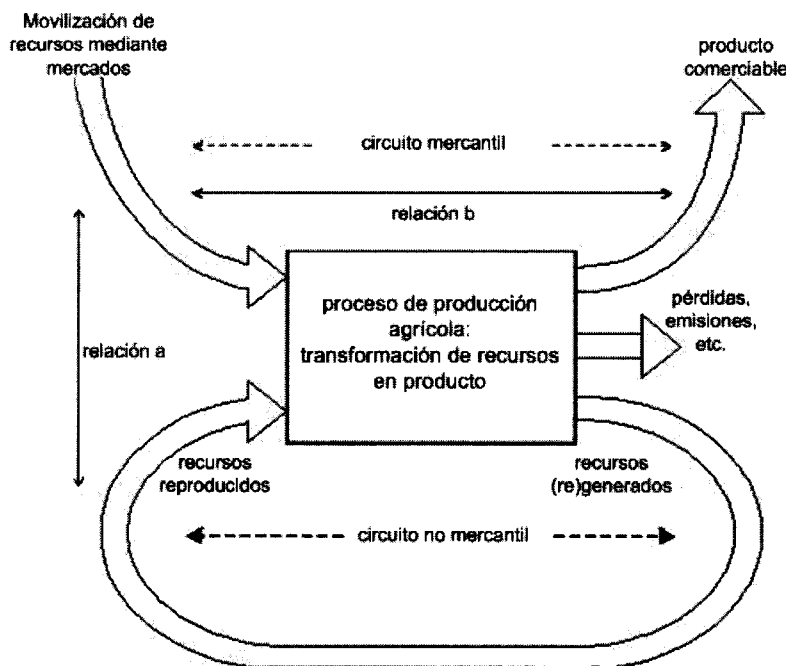 Movilización de
recursos mediante
mercados
producto
comerciable
circuito mercantil
relación b
relación a
proceso de producción
agrícola:
transformación de recursos
en producto
pérdidas,
emisiones,
etc.
recursos
reproducidos
recursos
(re)generados
circuito no mercantil